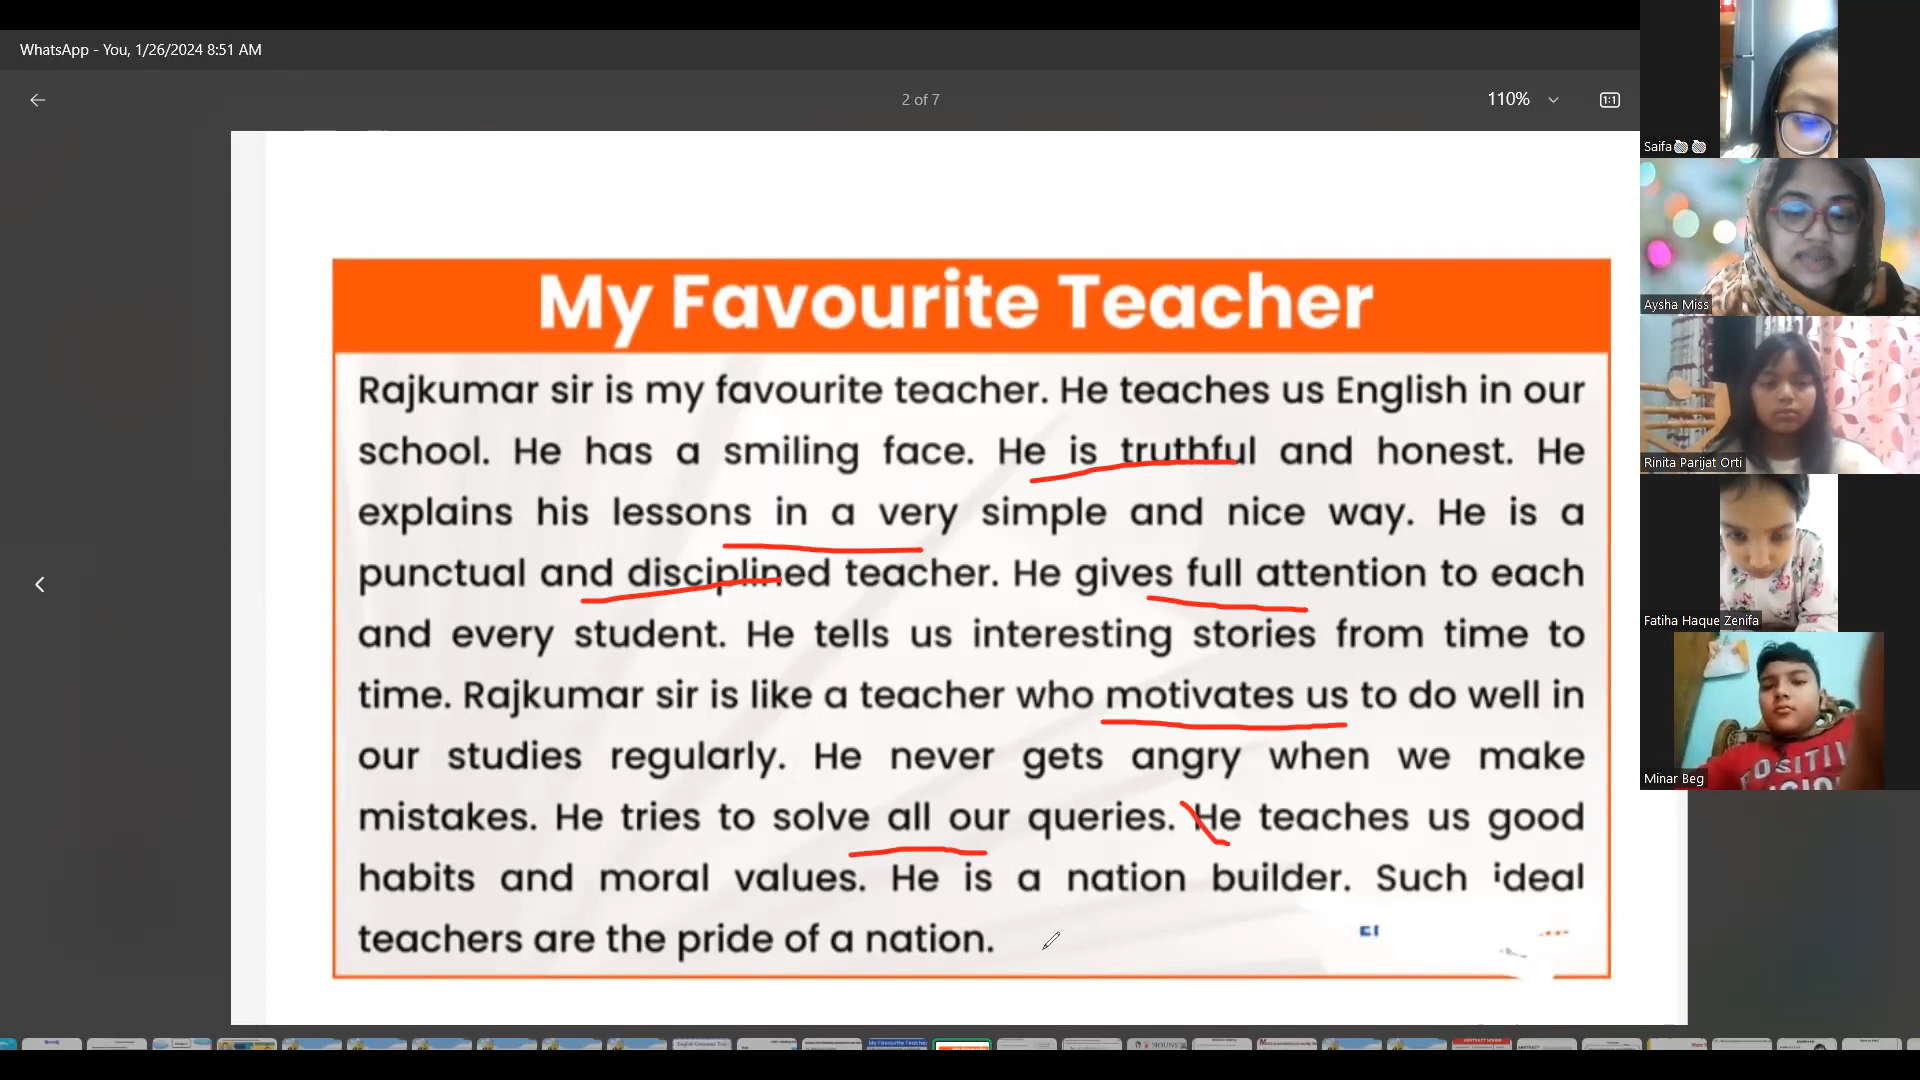 WhatsApp - You, 1/26/2024 8:51 AM
2 of 7
110%
1:1
My Favourite Teacher
Rajkumar sir is my favourite teacher. He teaches us English in our
school. He has a smiling face. He is truthful and honest. He
explains his lessons in a very simple and nice way. He is a
punctual and disciplined teacher. He gives full attention to each
and every student. He tells us interesting stories from time to
time. Rajkumar sir is like a teacher who motivates us to do well in
our studies regularly. He never gets angry when we make
mistakes. He tries to solve all our queries. He teaches us good
habits and moral values. He is a nation builder. Such ideal
teachers are the pride of a nation.
Saifa
Aysha Miss
Rinita Parijat Orti
Fatiha Haque Zenifa
Minar Beg